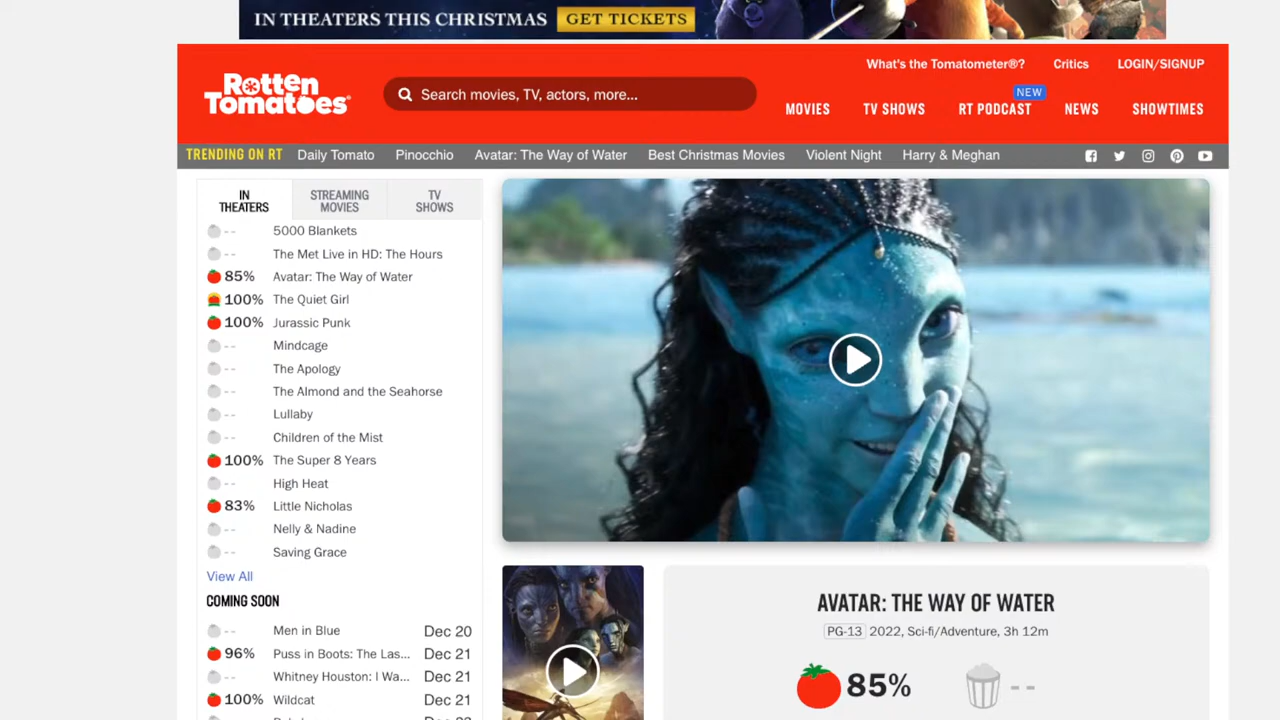 IN THEATERS THIS CHRISTMAS GET TICKETS
What's the Tomatometer®? Critics LOGIN/SIGNUP
Rotten
Tomatoes®
Search movies, TV, actors, more...
NEW
MOVIES TV SHOWS RT PODCAST NEWS SHOWTIMES
TRENDING ON RT Daily Tomato Pinocchio Avatar: The Way of Water Best Christmas Movies Violent Night Harry & Meghan
IN
THEATERS
STREAMING
MOVIES
TV
SHOWS
-- 5000 Blankets
-- The Met Live in HD: The Hours
85% Avatar: The Way of Water
100% The Quiet Girl
100% Jurassic Punk
-- Mindcage
-- The Apology
-- The Almond and the Seahorse
-- Lullaby
-- Children of the Mist
100% The Super 8 Years
-- High Heat
83% Little Nicholas
-- Nelly & Nadine
-- Saving Grace
View All
COMING SOON
-- Men in Blue Dec 20
96% Puss in Boots: The Las... Dec 21
-- Whitney Houston: I Wa... Dec 21
100% Wildcat Dec 21
AVATAR: THE WAY OF WATER
PG-13 2022, Sci-fi/Adventure, 3h 12m
85% --